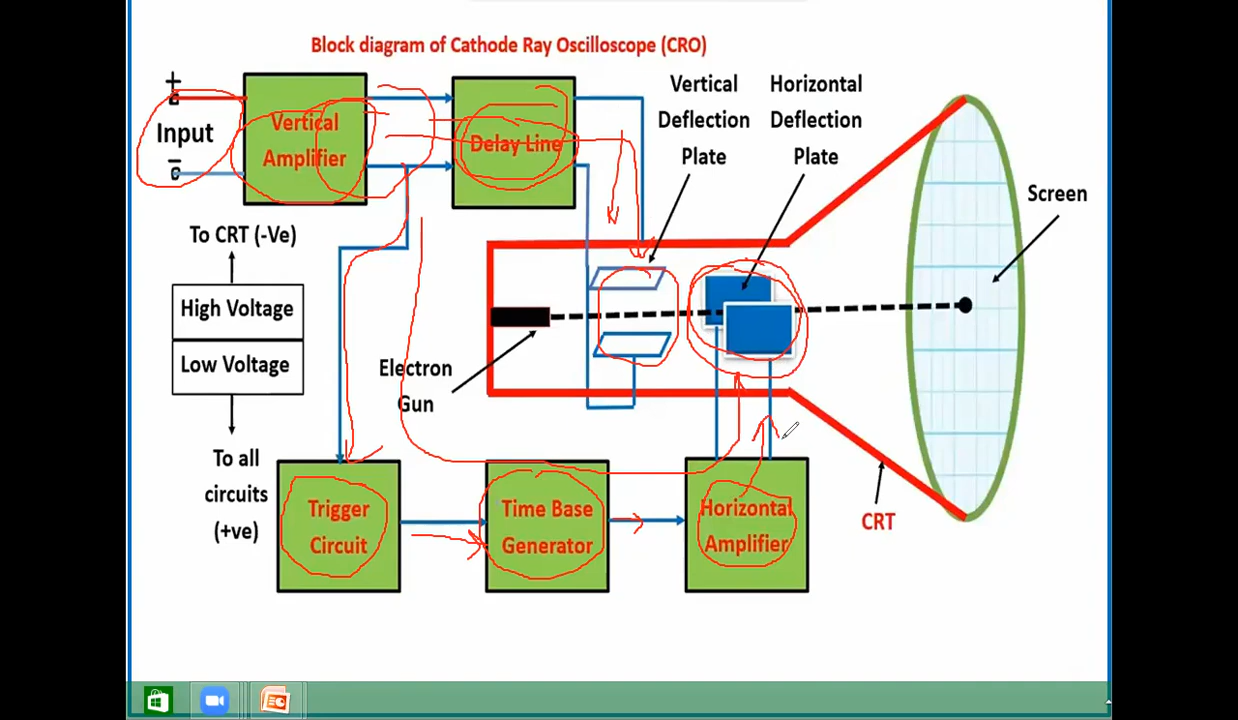 Block diagram of Cathode Ray Oscilloscope (CRO)
+
Input
-
Vertical
Amplifier
Delay Line
Vertical
Deflection
Plate
Horizontal
Deflection
Plate
Screen
To CRT (-Ve)
High Voltage
Low Voltage
To all
circuits
(+ve)
Electron
Gun
Trigger
Circuit
Time Base
Generator
Horizontal
Amplifier
CRT